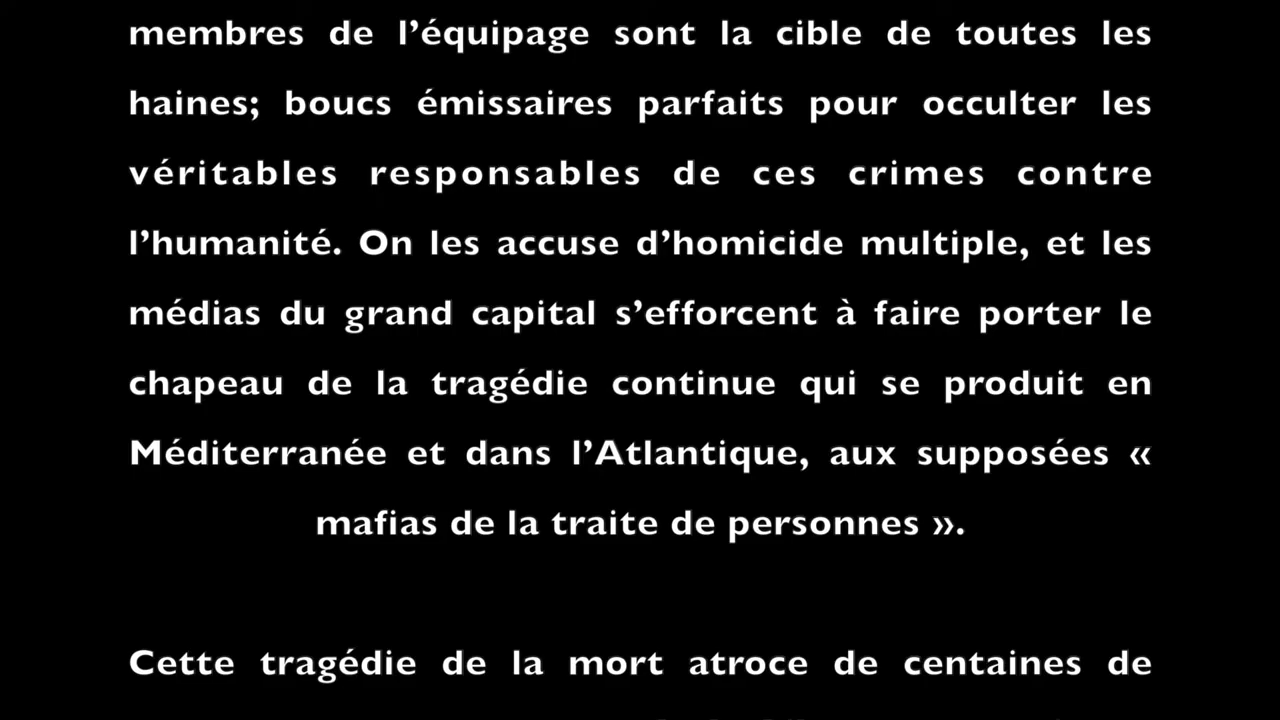 membres de l’équipage sont la cible de toutes les
haines; boucs émissaires parfaits pour occulter les
véritables responsables de ces crimes contre
l’humanité. On les accuse d’homicide multiple, et les
médias du grand capital s’efforcent à faire porter le
chapeau de la tragédie continue qui se produit en
Méditerranée et dans l’Atlantique, aux supposées «
mafias de la traite de personnes ».
Cette tragédie de la mort atroce de centaines de